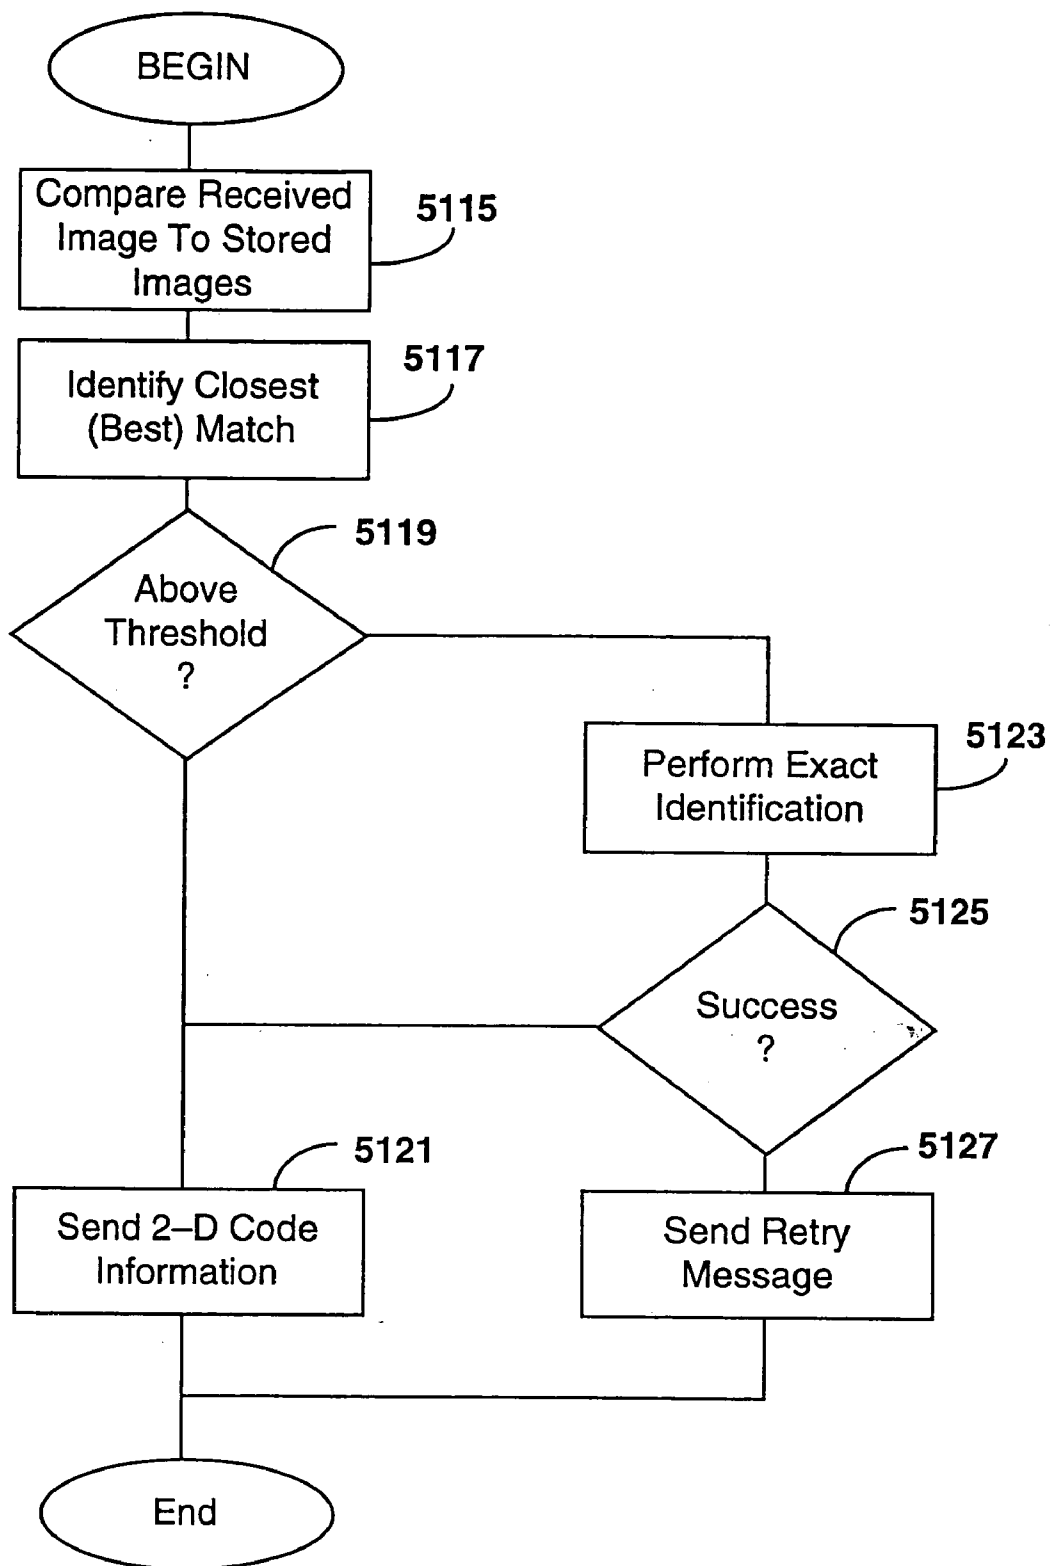 BEGIN
Compare Received
Image To Stored
Images
5115
Identify Closest
(Best) Match
5117
Above
Threshold
?
5119
Perform Exact
Identification
5123
Success
?
5125
Send 2–D Code
Information
5121
Send Retry
Message
5127
End